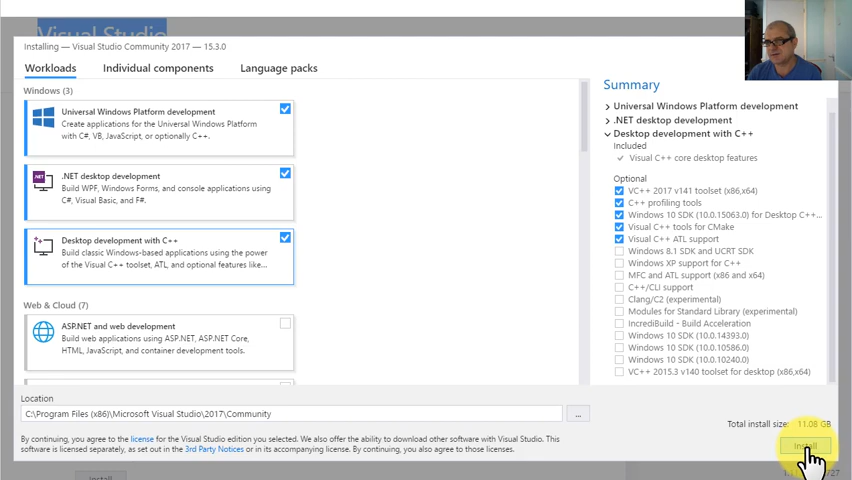 Visual Studio
Installing — Visual Studio Community 2017 — 15.3.0
Workloads
Individual components
Language packs
Windows (3)
Universal Windows Platform development
Create applications for the Universal Windows Platform
with C#, VB, JavaScript, or optionally C++.
.NET desktop development
Build WPF, Windows Forms, and console applications using
C#, Visual Basic, and F#.
Desktop development with C++
Build classic Windows-based applications using the power
of the Visual C++ toolset, ATL, and optional features like...
Web & Cloud (7)
ASP.NET and web development
Build web applications using ASP.NET, ASP.NET Core,
HTML, JavaScript, and container development tools.
Summary
Universal Windows Platform development
.NET desktop development
Desktop development with C++
Included
Visual C++ core desktop features
Optional
VC++ 2017 v141 toolset (x86,x64)
C++ profiling tools
Windows 10 SDK (10.0.15063.0) for Desktop C++...
Visual C++ tools for CMake
Visual C++ ATL support
Windows 8.1 SDK and UCRT SDK
Windows XP support for C++
MFC and ATL support (x86 and x64)
C++/CLI support
Clang/C2 (experimental)
Modules for Standard Library (experimental)
IncrediBuild - Build Acceleration
Windows 10 SDK (10.0.14393.0)
Windows 10 SDK (10.0.10586.0)
Windows 10 SDK (10.0.10240.0)
VC++ 2015.3 v140 toolset for desktop (x86,x64)
Location
C:\Program Files (x86)\Microsoft Visual Studio\2017\Community
...
Total install size: 11.08 GB
By continuing, you agree to the license for the Visual Studio edition you selected. We also offer the ability to download other software with Visual Studio. This
software is licensed separately, as set out in the 3rd Party Notices or in its accompanying license. By continuing, you also agree to those licenses.
Install
Install